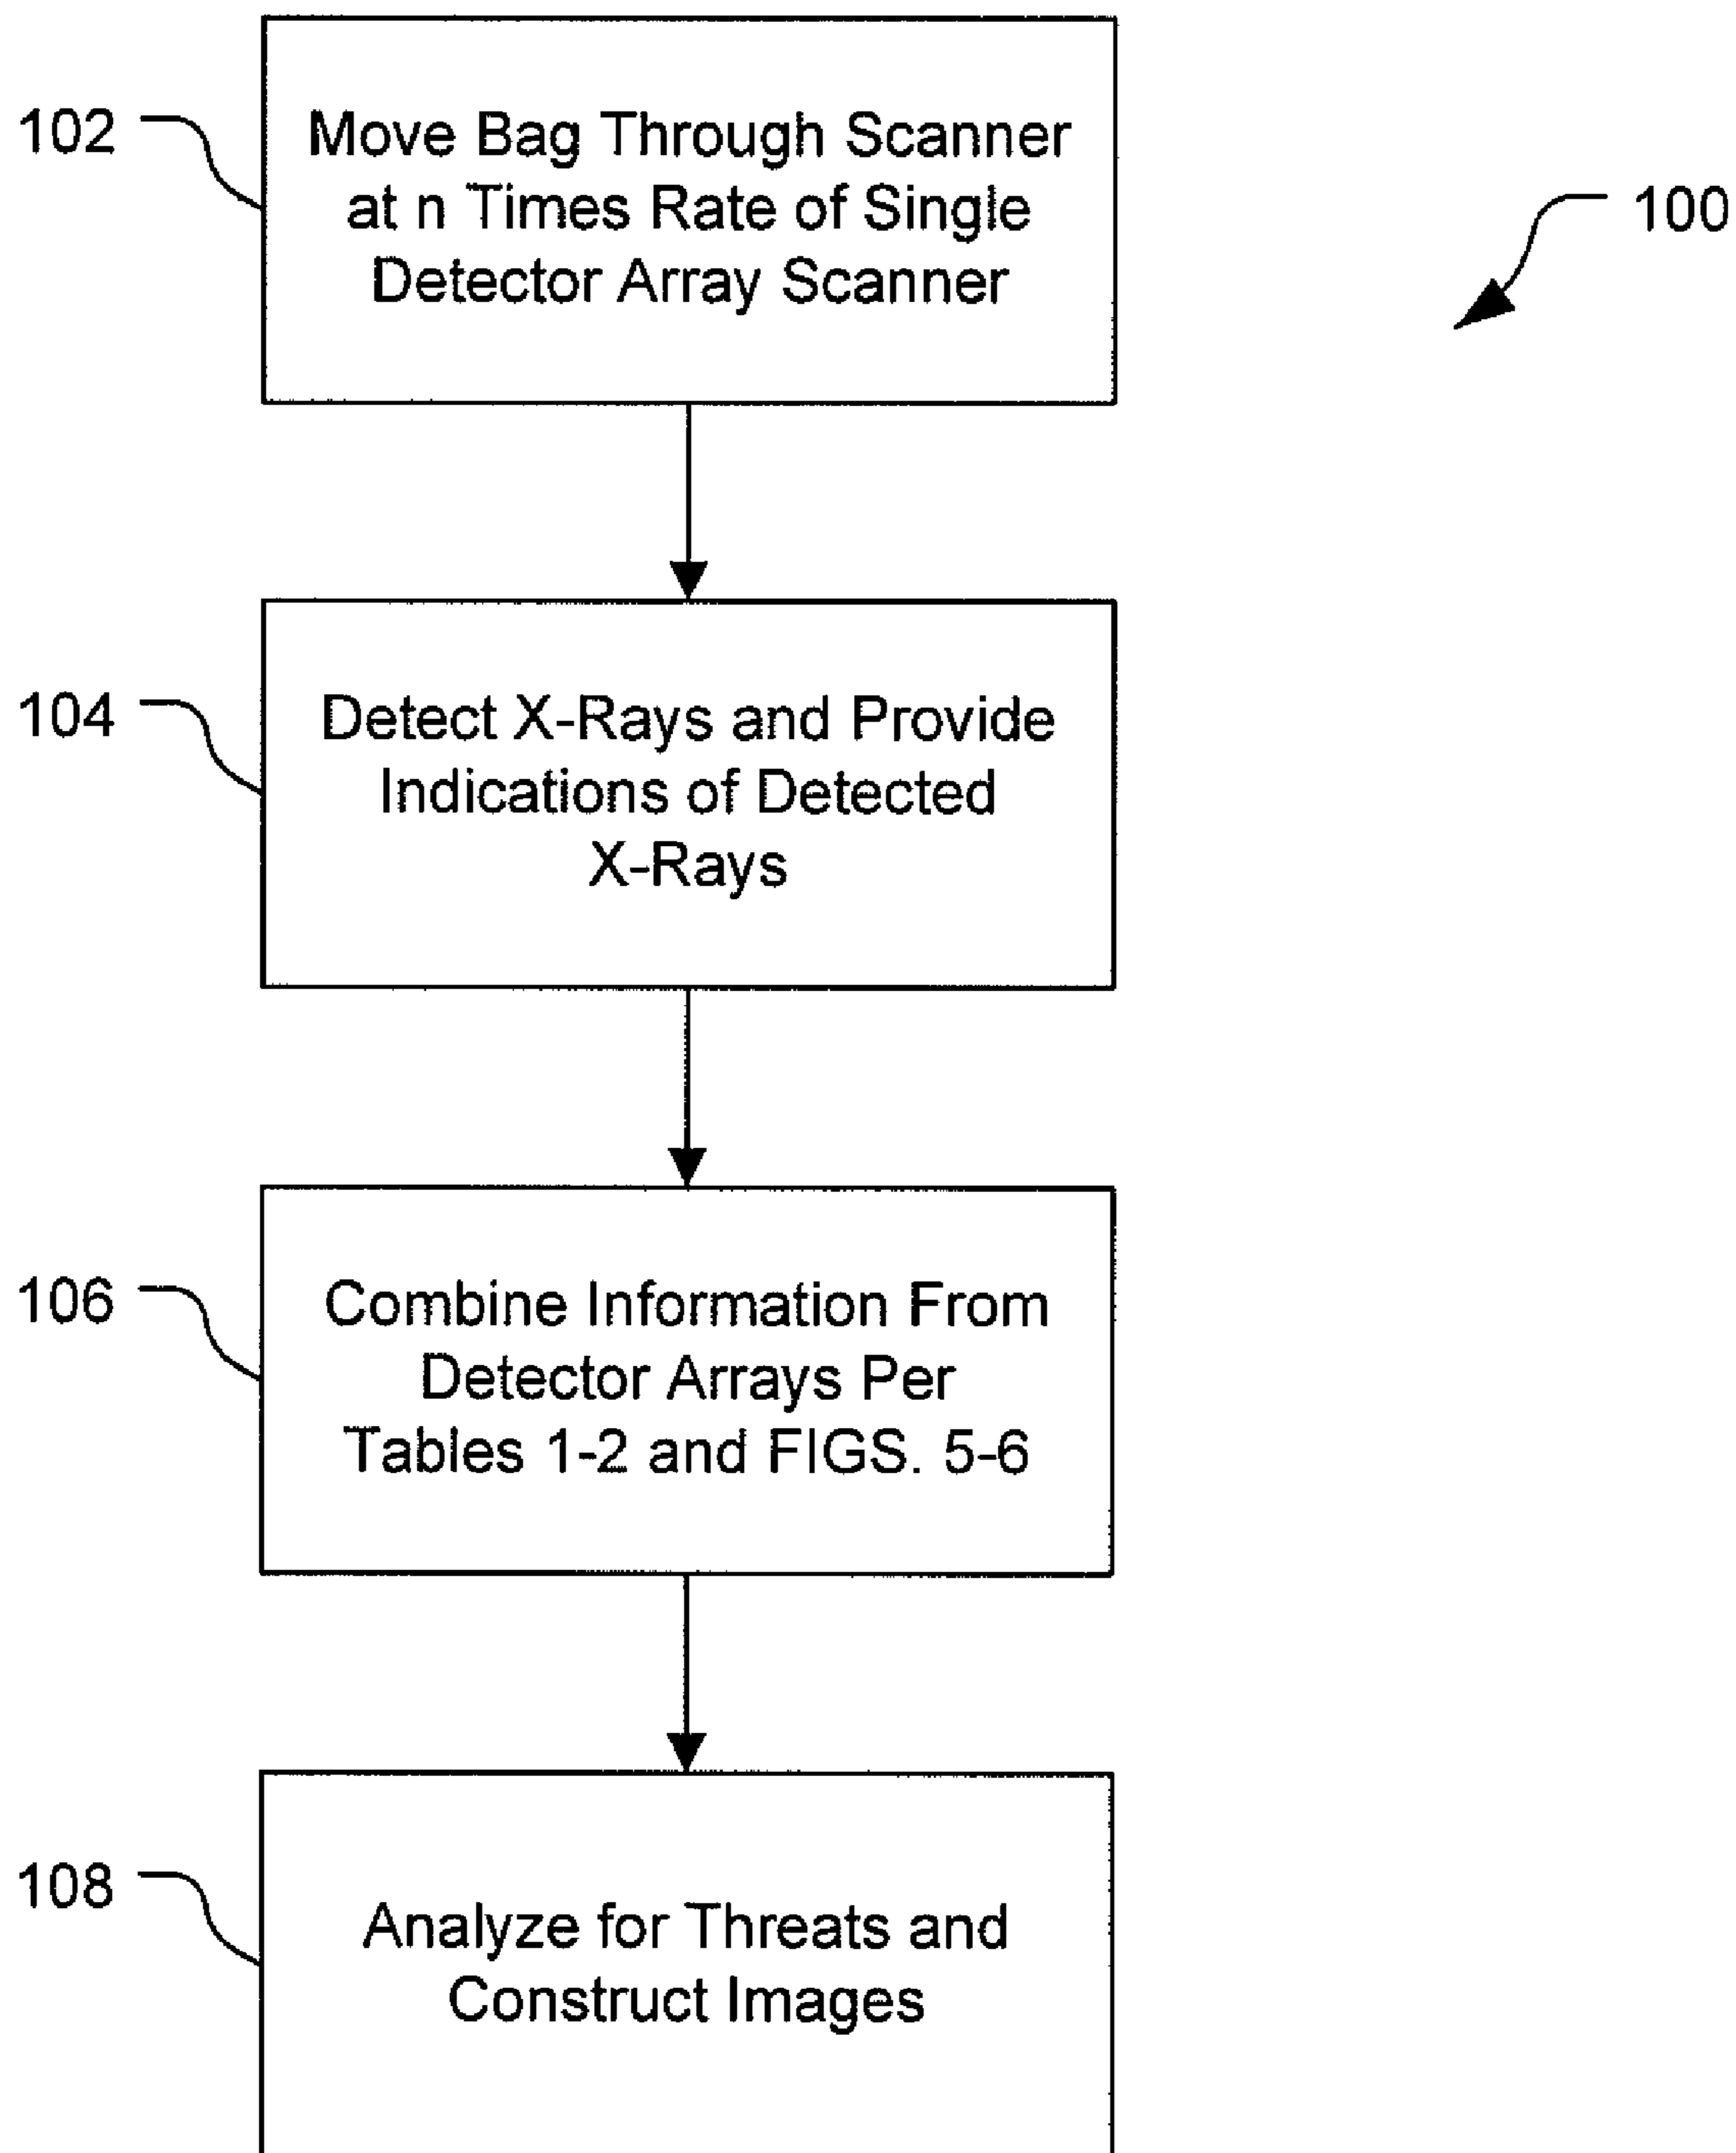 102
Move Bag Through Scanner
at n Times Rate of Single
Detector Array Scanner
100
104
Detect X-Rays and Provide
Indications of Detected
X-Rays
106
Combine Information From
Detector Arrays Per
Tables 1-2 and FIGS. 5-6
108
Analyze for Threats and
Construct Images